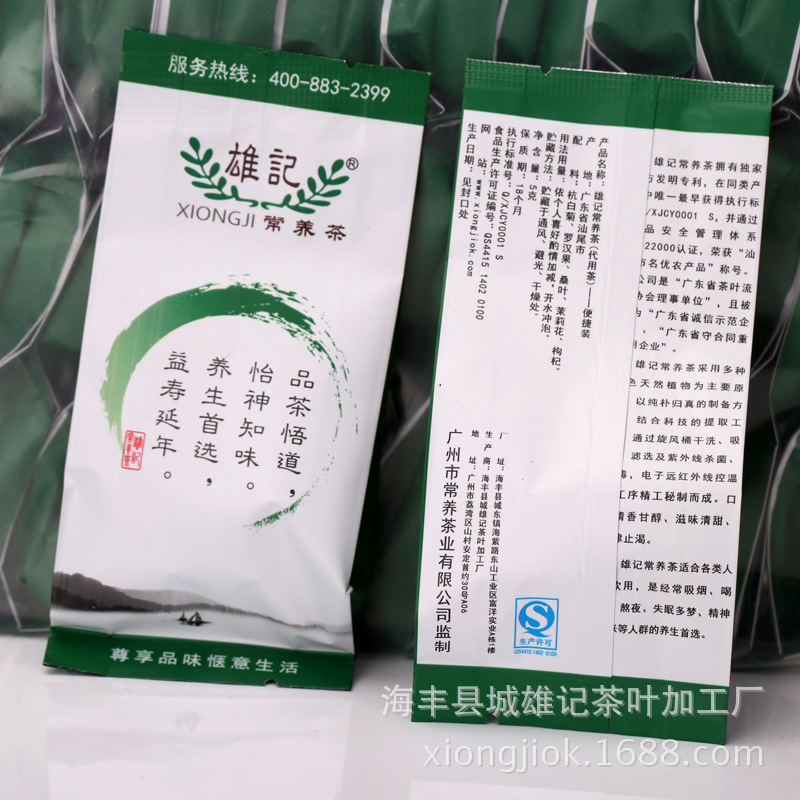 服务热线：400-883-2399
雄記®
XIONGJI 常养茶
品茶悟道，
怡神知味。
养生首选，
益寿延年。
尊享品味惬意生活
产品名称：雄记常养茶(代用茶)——便捷装
产地：广东省汕尾市
配料：杭白菊、罗汉果、桑叶、茉莉花、枸杞。
用法用量：依个人喜好酌情加减，开水冲泡。
贮藏方法：贮藏于通风、避光、干燥处。
净含量：5克
保质期：18个月
执行标准号：Q/XJCY0001 S
食品生产许可证编号：QS4415 1402 0100
网站：www.xiongjiok.com
生产日期：见封口处
厂址：海丰县城东镇海紫路东山工业区富洋实业A栋1楼
生产商：海丰县城雄记茶叶加工厂
地址：广州市荔湾区山村安定首约30号A06
广州市常养茶业有限公司监制
QS
生产许可
QS4415 1402 0100
雄记常养茶拥有独家
发明专利，在同类产
中唯一最早获得执行标
/XJCY0001 S，并通过
品安全管理体系
22000认证，荣获“汕
市名优农产品”称号。
公司是“广东省茶叶流
协会理事单位”，且被
“广东省诚信示范企
、“广东省守合同重
用企业”。
雄记常养茶采用多种
色天然植物为主要原
以纯朴归真的制备方
结合科技的提取工
通过旋风桶干洗、吸
滤选及紫外线杀菌、
毒，电子远红外线控温
工序精工秘制而成。口
清香甘醇、滋味清甜、
津止渴。
雄记常养茶适合各类人
饮用，是经常吸烟、喝
熬夜、失眠多梦、精神
等人群的养生首选。
海丰县城雄记茶叶加工厂
xiongjiok.1688.com